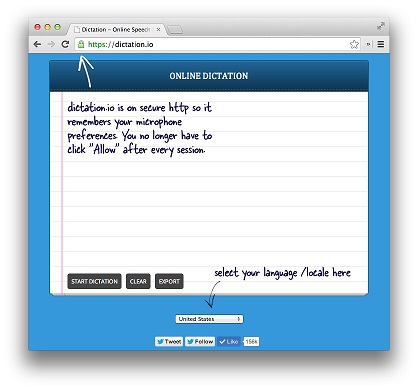 Dictation – Online Speech
https://dictation.io
ONLINE DICTATION
dictation.io is on secure http so it
remembers your microphone
preferences. You no longer have to
click "Allow" after every session.
START DICTATION CLEAR EXPORT
select your language /locale here
United States
Tweet Follow Like 156k